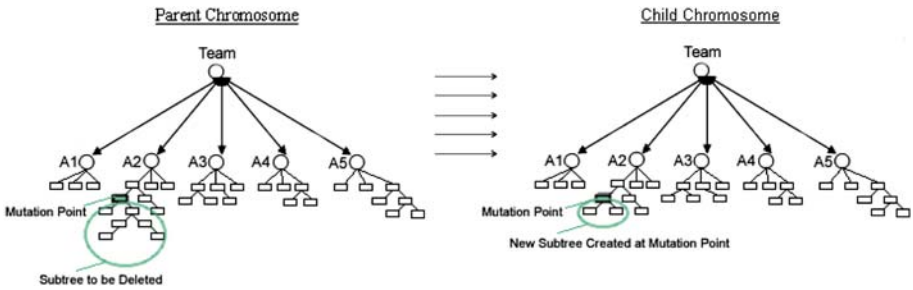 Parent Chromosome
Team
A1 A2 A3 A4 A5
Mutation Point
Subtree to be Deleted
Child Chromosome
Team
A1 A2 A3 A4 A5
Mutation Point
New Subtree Created at Mutation Point